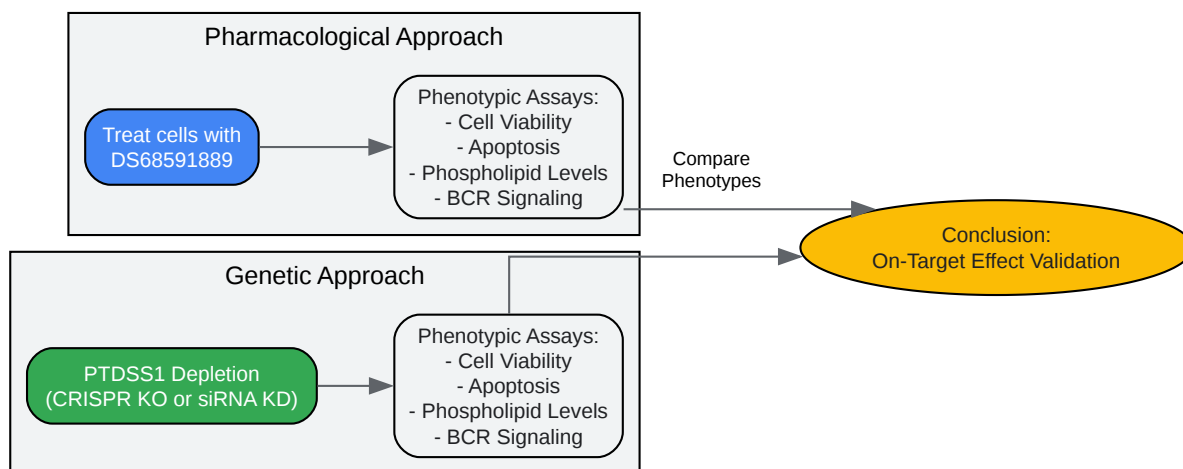 Pharmacological Approach
Treat cells with
DS68591889
Phenotypic Assays:
- Cell Viability
- Apoptosis
- Phospholipid Levels
- BCR Signaling
Compare
Phenotypes
Conclusion:
On-Target Effect Validation
Genetic Approach
PTDSS1 Depletion
(CRISPR KO or siRNA KD)
Phenotypic Assays:
- Cell Viability
- Apoptosis
- Phospholipid Levels
- BCR Signaling